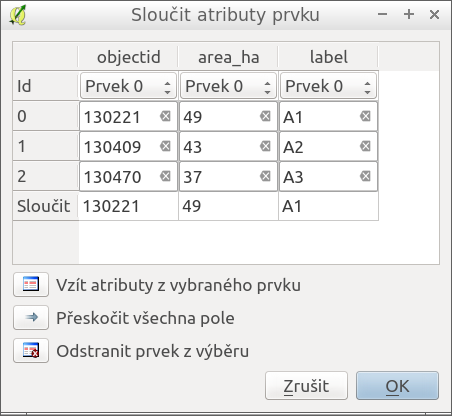 Sloučit atributy prvku
objectid area_ha label
Id Prvek 0 Prvek 0 Prvek 0
0 130221 49 A1
1 130409 43 A2
2 130470 37 A3
Sloučit 130221 49 A1
Vzít atributy z vybraného prvku
Přeskočit všechna pole
Odstranit prvek z výběru
Zrušit OK